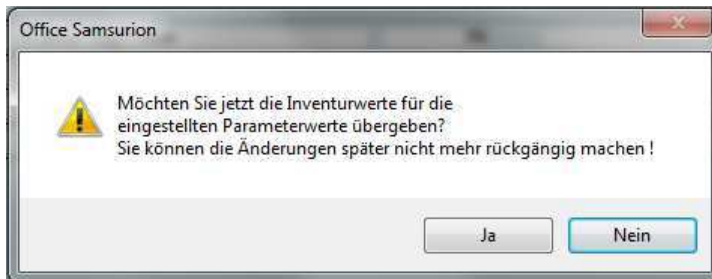 Office Samsurion
Möchten Sie jetzt die Inventurwerte für die
eingestellten Parameterwerte übergeben?
Sie können die Änderungen später nicht mehr rückgängig machen !
Ja
Nein